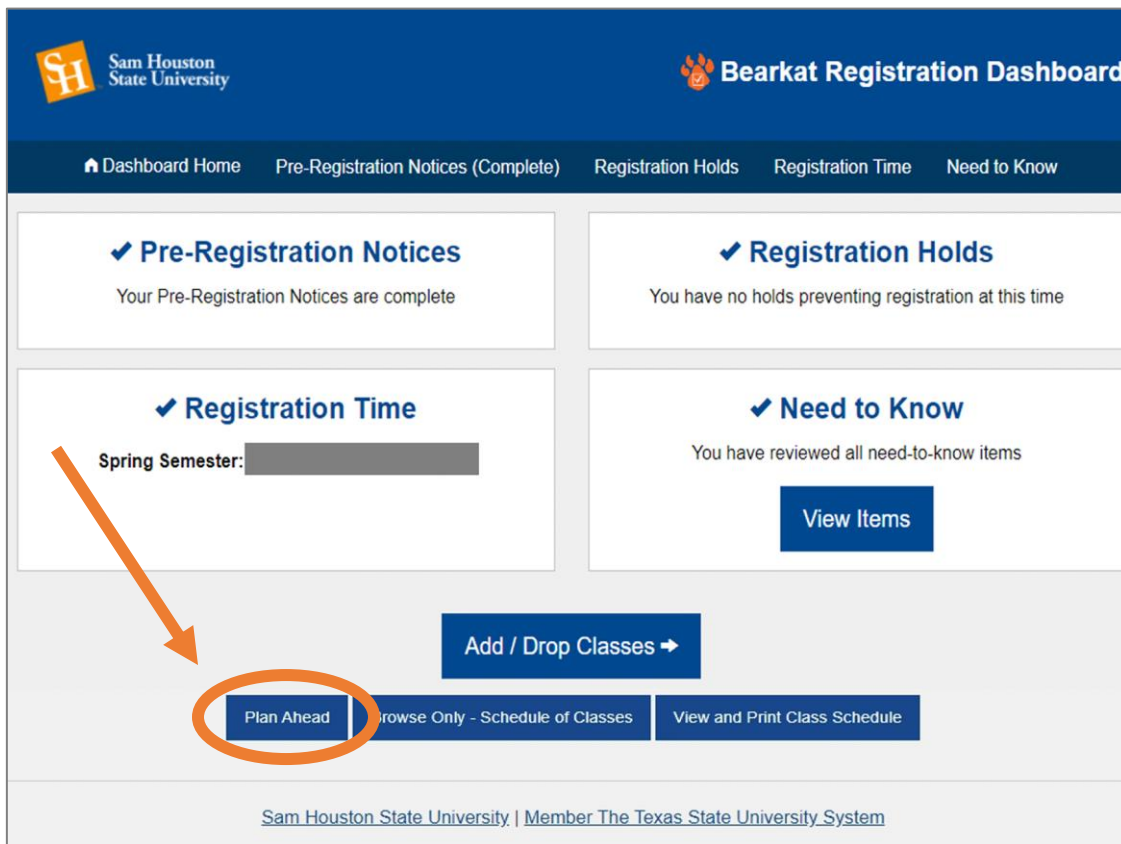 SH
Sam Houston
State University
Bearkat Registration Dashboard
Dashboard Home Pre-Registration Notices (Complete) Registration Holds Registration Time Need to Know
Pre-Registration Notices
Your Pre-Registration Notices are complete
Registration Holds
You have no holds preventing registration at this time
Registration Time
Spring Semester:
Need to Know
You have reviewed all need-to-know items
View Items
Add / Drop Classes
Plan Ahead
Browse Only - Schedule of Classes
View and Print Class Schedule
Sam Houston State University | Member The Texas State University System